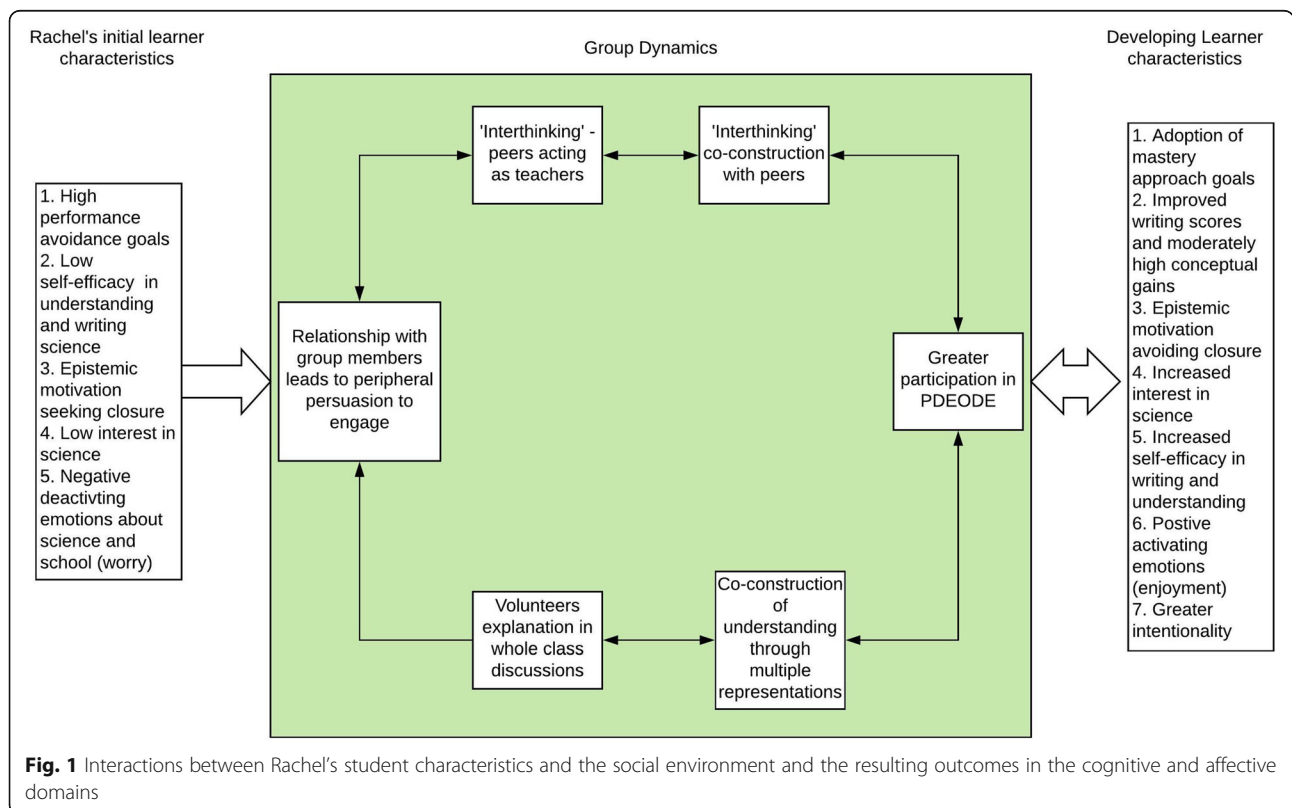 Rachel's initial learner
characteristics
Group Dynamics
Developing Learner
characteristics
1. High
performance
avoidance goals
2. Low
self-efficacy in
understanding
and writing
science
3. Epistemic
motivation
seeking closure
4. Low interest in
science
5. Negative
deactivting
emotions about
science and
school (worry)
'Interthinking' -
peers acting
as teachers
'Interthinking'
co-construction
with peers
Relationship with
group members
leads to peripheral
persuasion to
engage
Greater
participation in
PDEODE
Volunteers
explanation in
whole class
discussions
Co-construction
of
understanding
through
multiple
representations
1. Adoption of
mastery
approach goals
2. Improved
writing scores
and moderately
high conceptual
gains
3. Epistemic
motivation
avoiding closure
4. Increased
interest in
science
5. Increased
self-efficacy in
writing and
understanding
6. Postive
activating
emotions
(enjoyment)
7. Greater
intentionality
Fig. 1 Interactions between Rachel's student characteristics and the social environment and the resulting outcomes in the cognitive and affective
domains